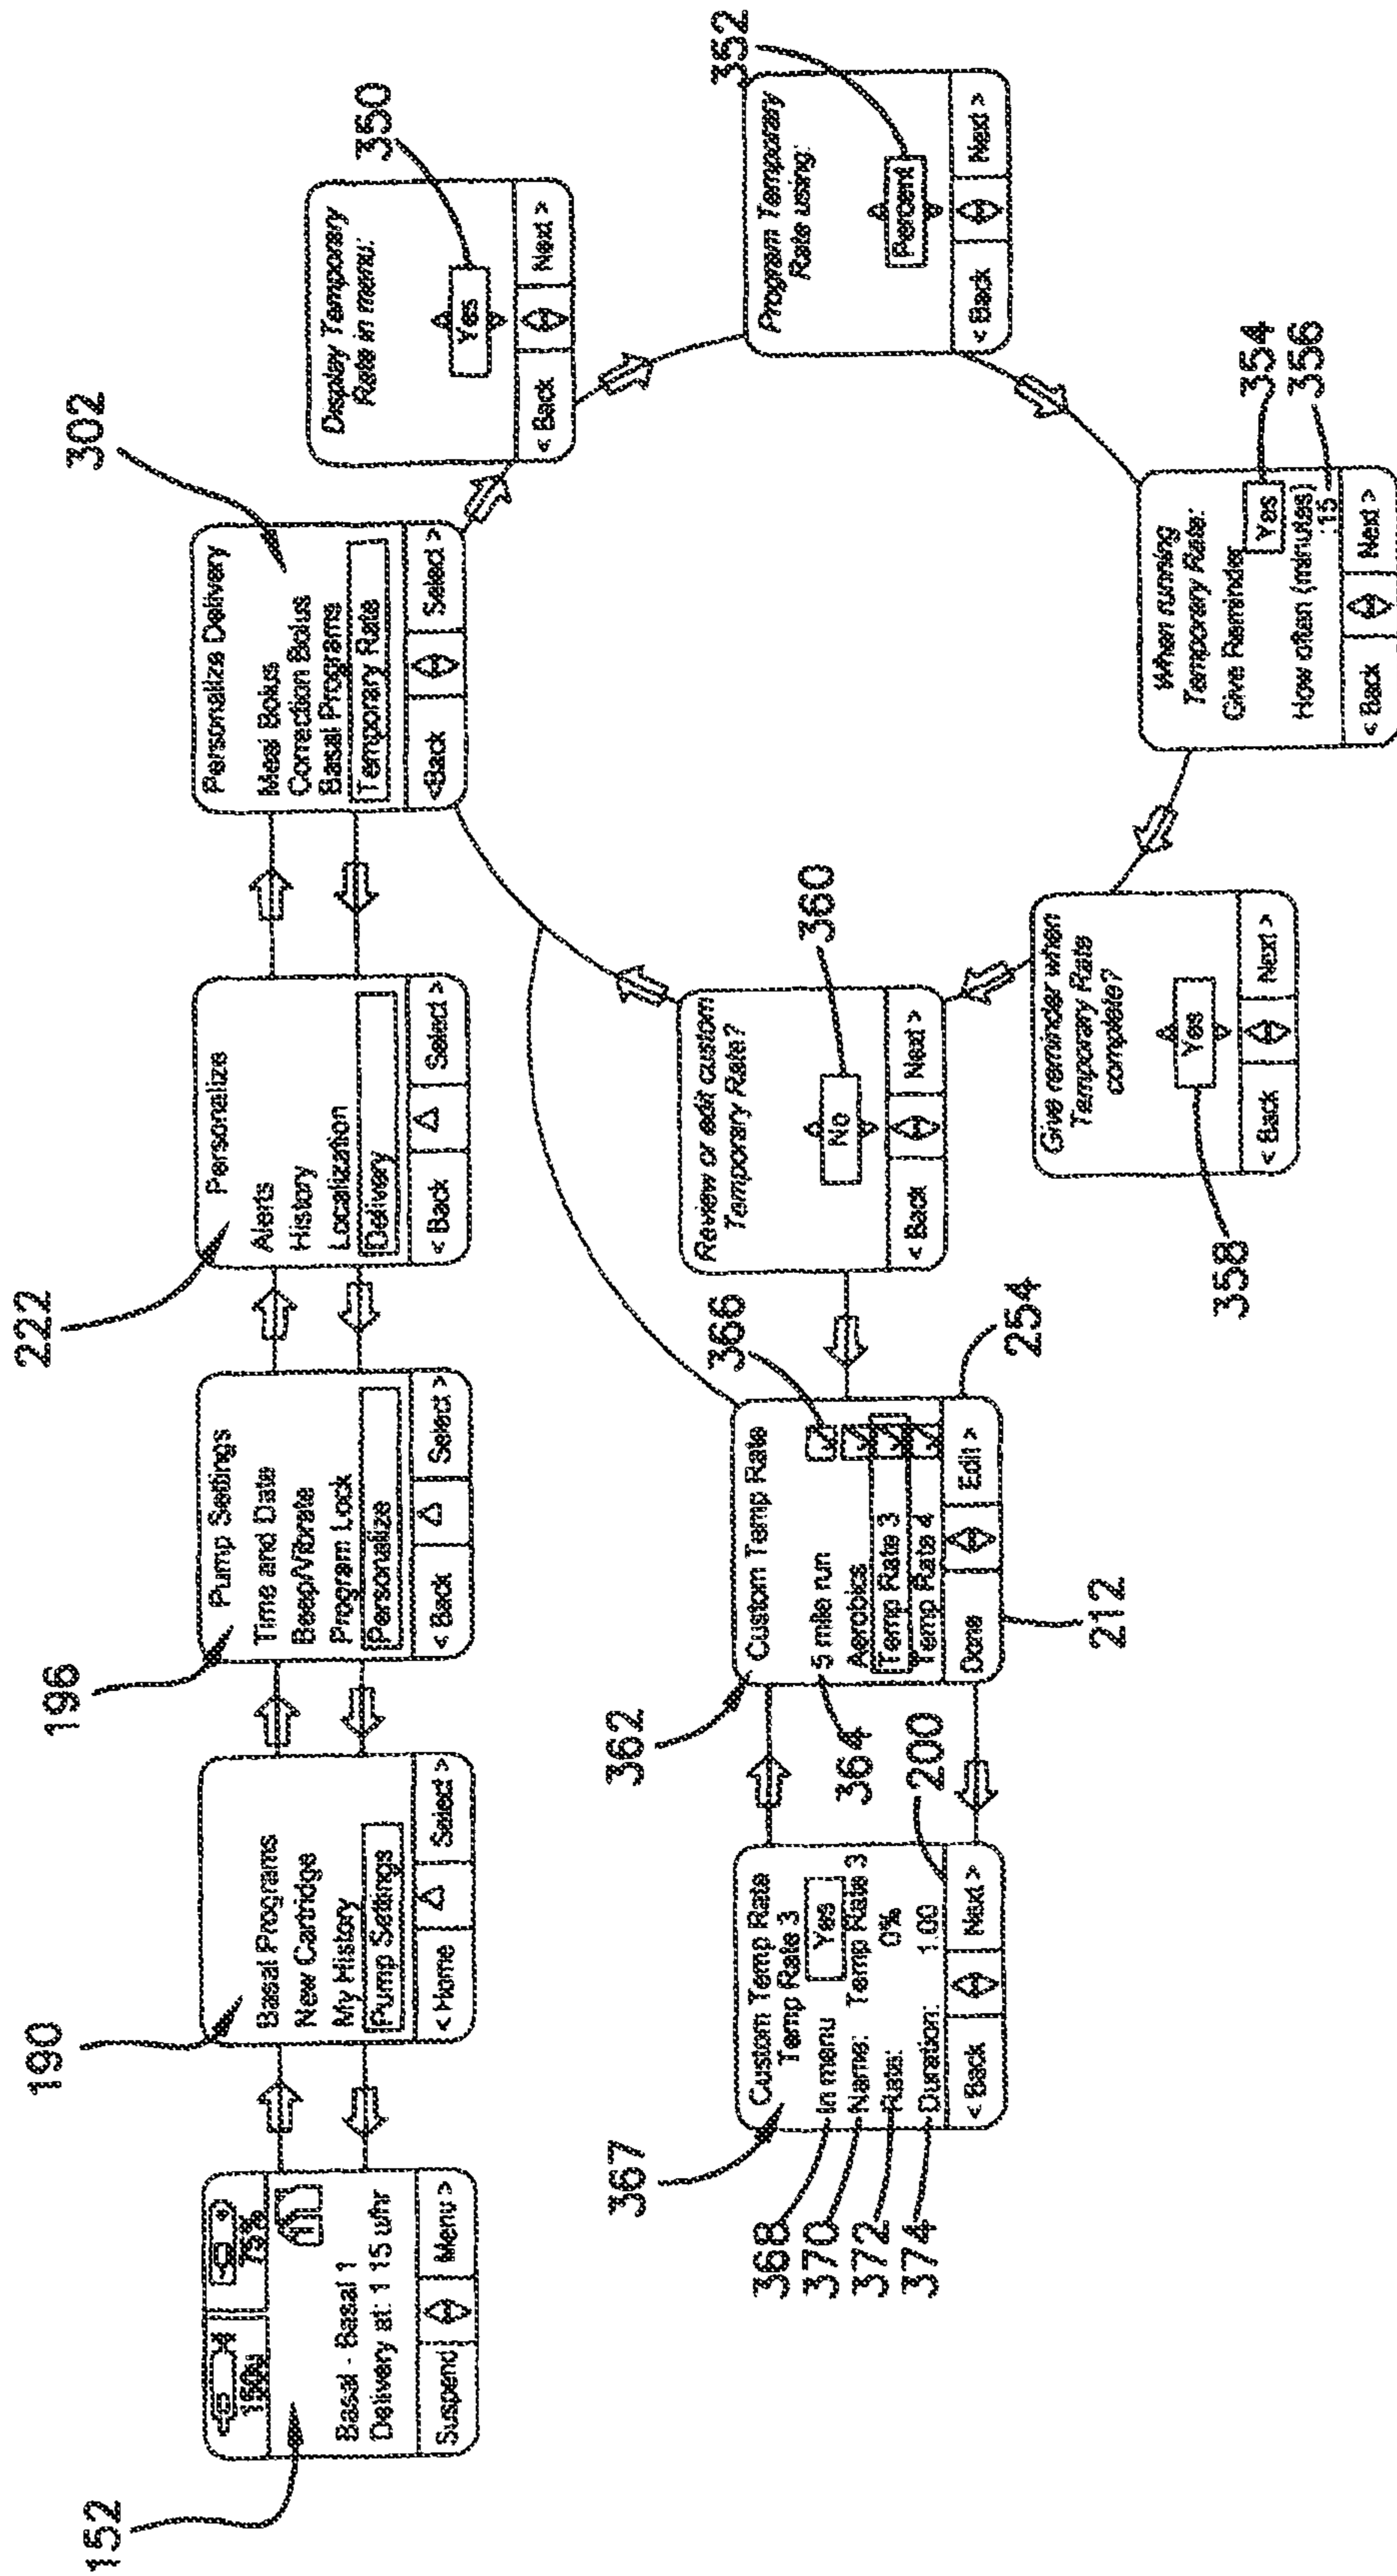 152
150u
75%
Basal - Basal 1
Delivery at: 1 15 u/hr
Suspend
Menu >
190
Basal Programs
New Cartridge
My History
Pump Settings
< Home
Select >
196
Pump Settings
Time and Date
Beep/Vibrate
Program Lock
Personalize
< Back
Select >
222
Personalize
Alerts
History
Localization
Delivery
< Back
Select >
302
Personalize Delivery
Meal Bolus
Correction Bolus
Basal Programs
Temporary Rate
<Back
Select >
350
Display Temporary
Rate in menu:
Yes
< Back
Next >
352
Program Temporary
Rate using:
Percent
< Back
Next >
354
356
When running
Temporary Rate:
Give Reminder
Yes
How often (minutes)
:15
< Back
Next >
358
Give reminder when
Temporary Rate
complete?
Yes
< Back
Next >
360
Review or edit custom
Temporary Rate?
No
< Back
Next >
362
364
366
Custom Temp Rate
5 mile run
Aerobics
Temp Rate 3
Temp Rate 4
Done
Edit >
212
254
367
368
370
372
374
200
Custom Temp Rate
Temp Rate 3
In menu Yes
Name: Temp Rate 3
Rate: 0%
Duration: 1.00
< Back
Next >